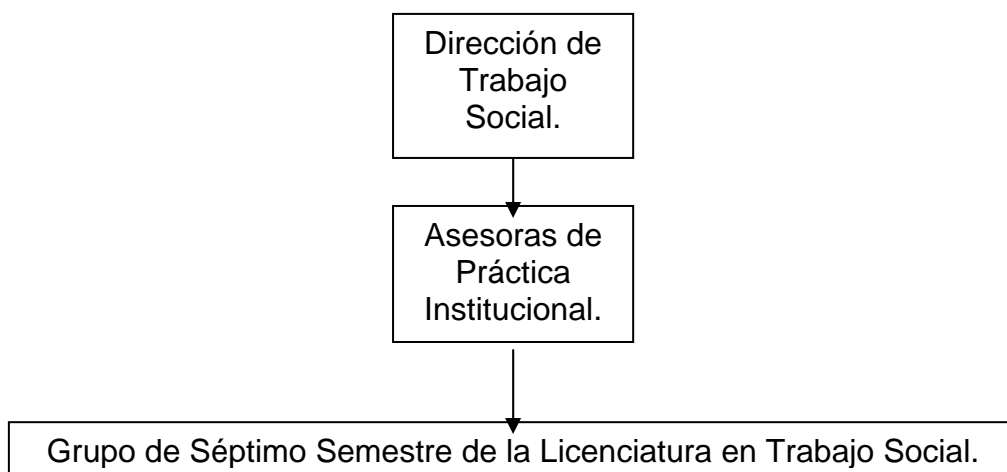 Dirección de
Trabajo
Social.
Asesoras de
Práctica
Institucional.
Grupo de Séptimo Semestre de la Licenciatura en Trabajo Social.